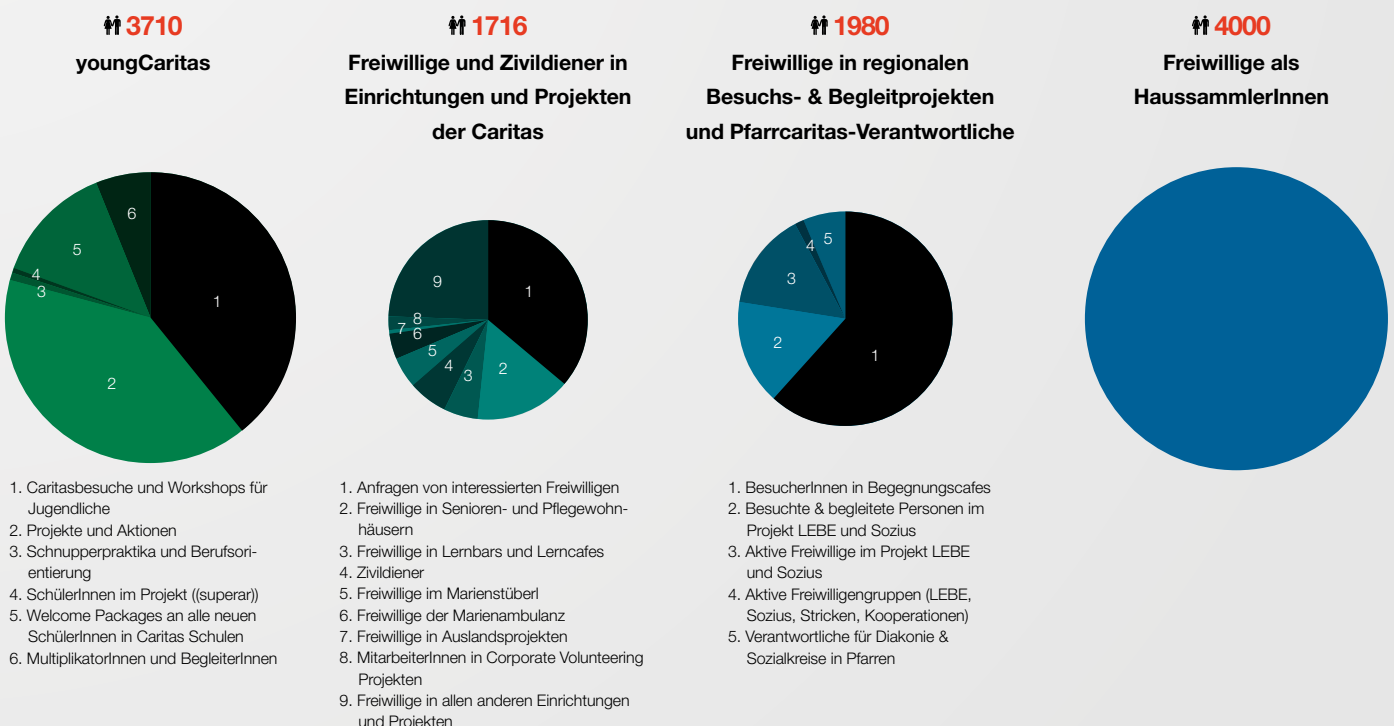 3710
youngCaritas
6
5
4
3
1
2
1. Caritasbesuche und Workshops für
Jugendliche
2. Projekte und Aktionen
3. Schnupperpraktika und Berufsori-
entierung
4. SchülerInnen im Projekt ((superar))
5. Welcome Packages an alle neuen
SchülerInnen in Caritas Schulen
6. MultiplikatorInnen und BegleiterInnen
1716
Freiwillige und Zivildiener in
Einrichtungen und Projekten
der Caritas
9
1
8
7
6
5
4
3
2
1. Anfragen von interessierten Freiwilligen
2. Freiwillige in Senioren- und Pflegewohn-
häusern
3. Freiwillige in Lernbars und Lerncafes
4. Zivildiener
5. Freiwillige im Marienstüberl
6. Freiwillige der Marienambulanz
7. Freiwillige in Auslandsprojekten
8. MitarbeiterInnen in Corporate Volunteering
Projekten
9. Freiwillige in allen anderen Einrichtungen
und Projekten
1980
Freiwillige in regionalen
Besuchs- & Begleitprojekten
und Pfarrcaritas-Verantwortliche
5
4
3
2
1
1. BesucherInnen in Begegnungscafes
2. Besuchte & begleitete Personen im
Projekt LEBE und Sozius
3. Aktive Freiwillige im Projekt LEBE
und Sozius
4. Aktive Freiwilligengruppen (LEBE,
Sozius, Stricken, Kooperationen)
5. Verantwortliche für Diakonie &
Sozialkreise in Pfarren
4000
Freiwillige als
HaussammlerInnen